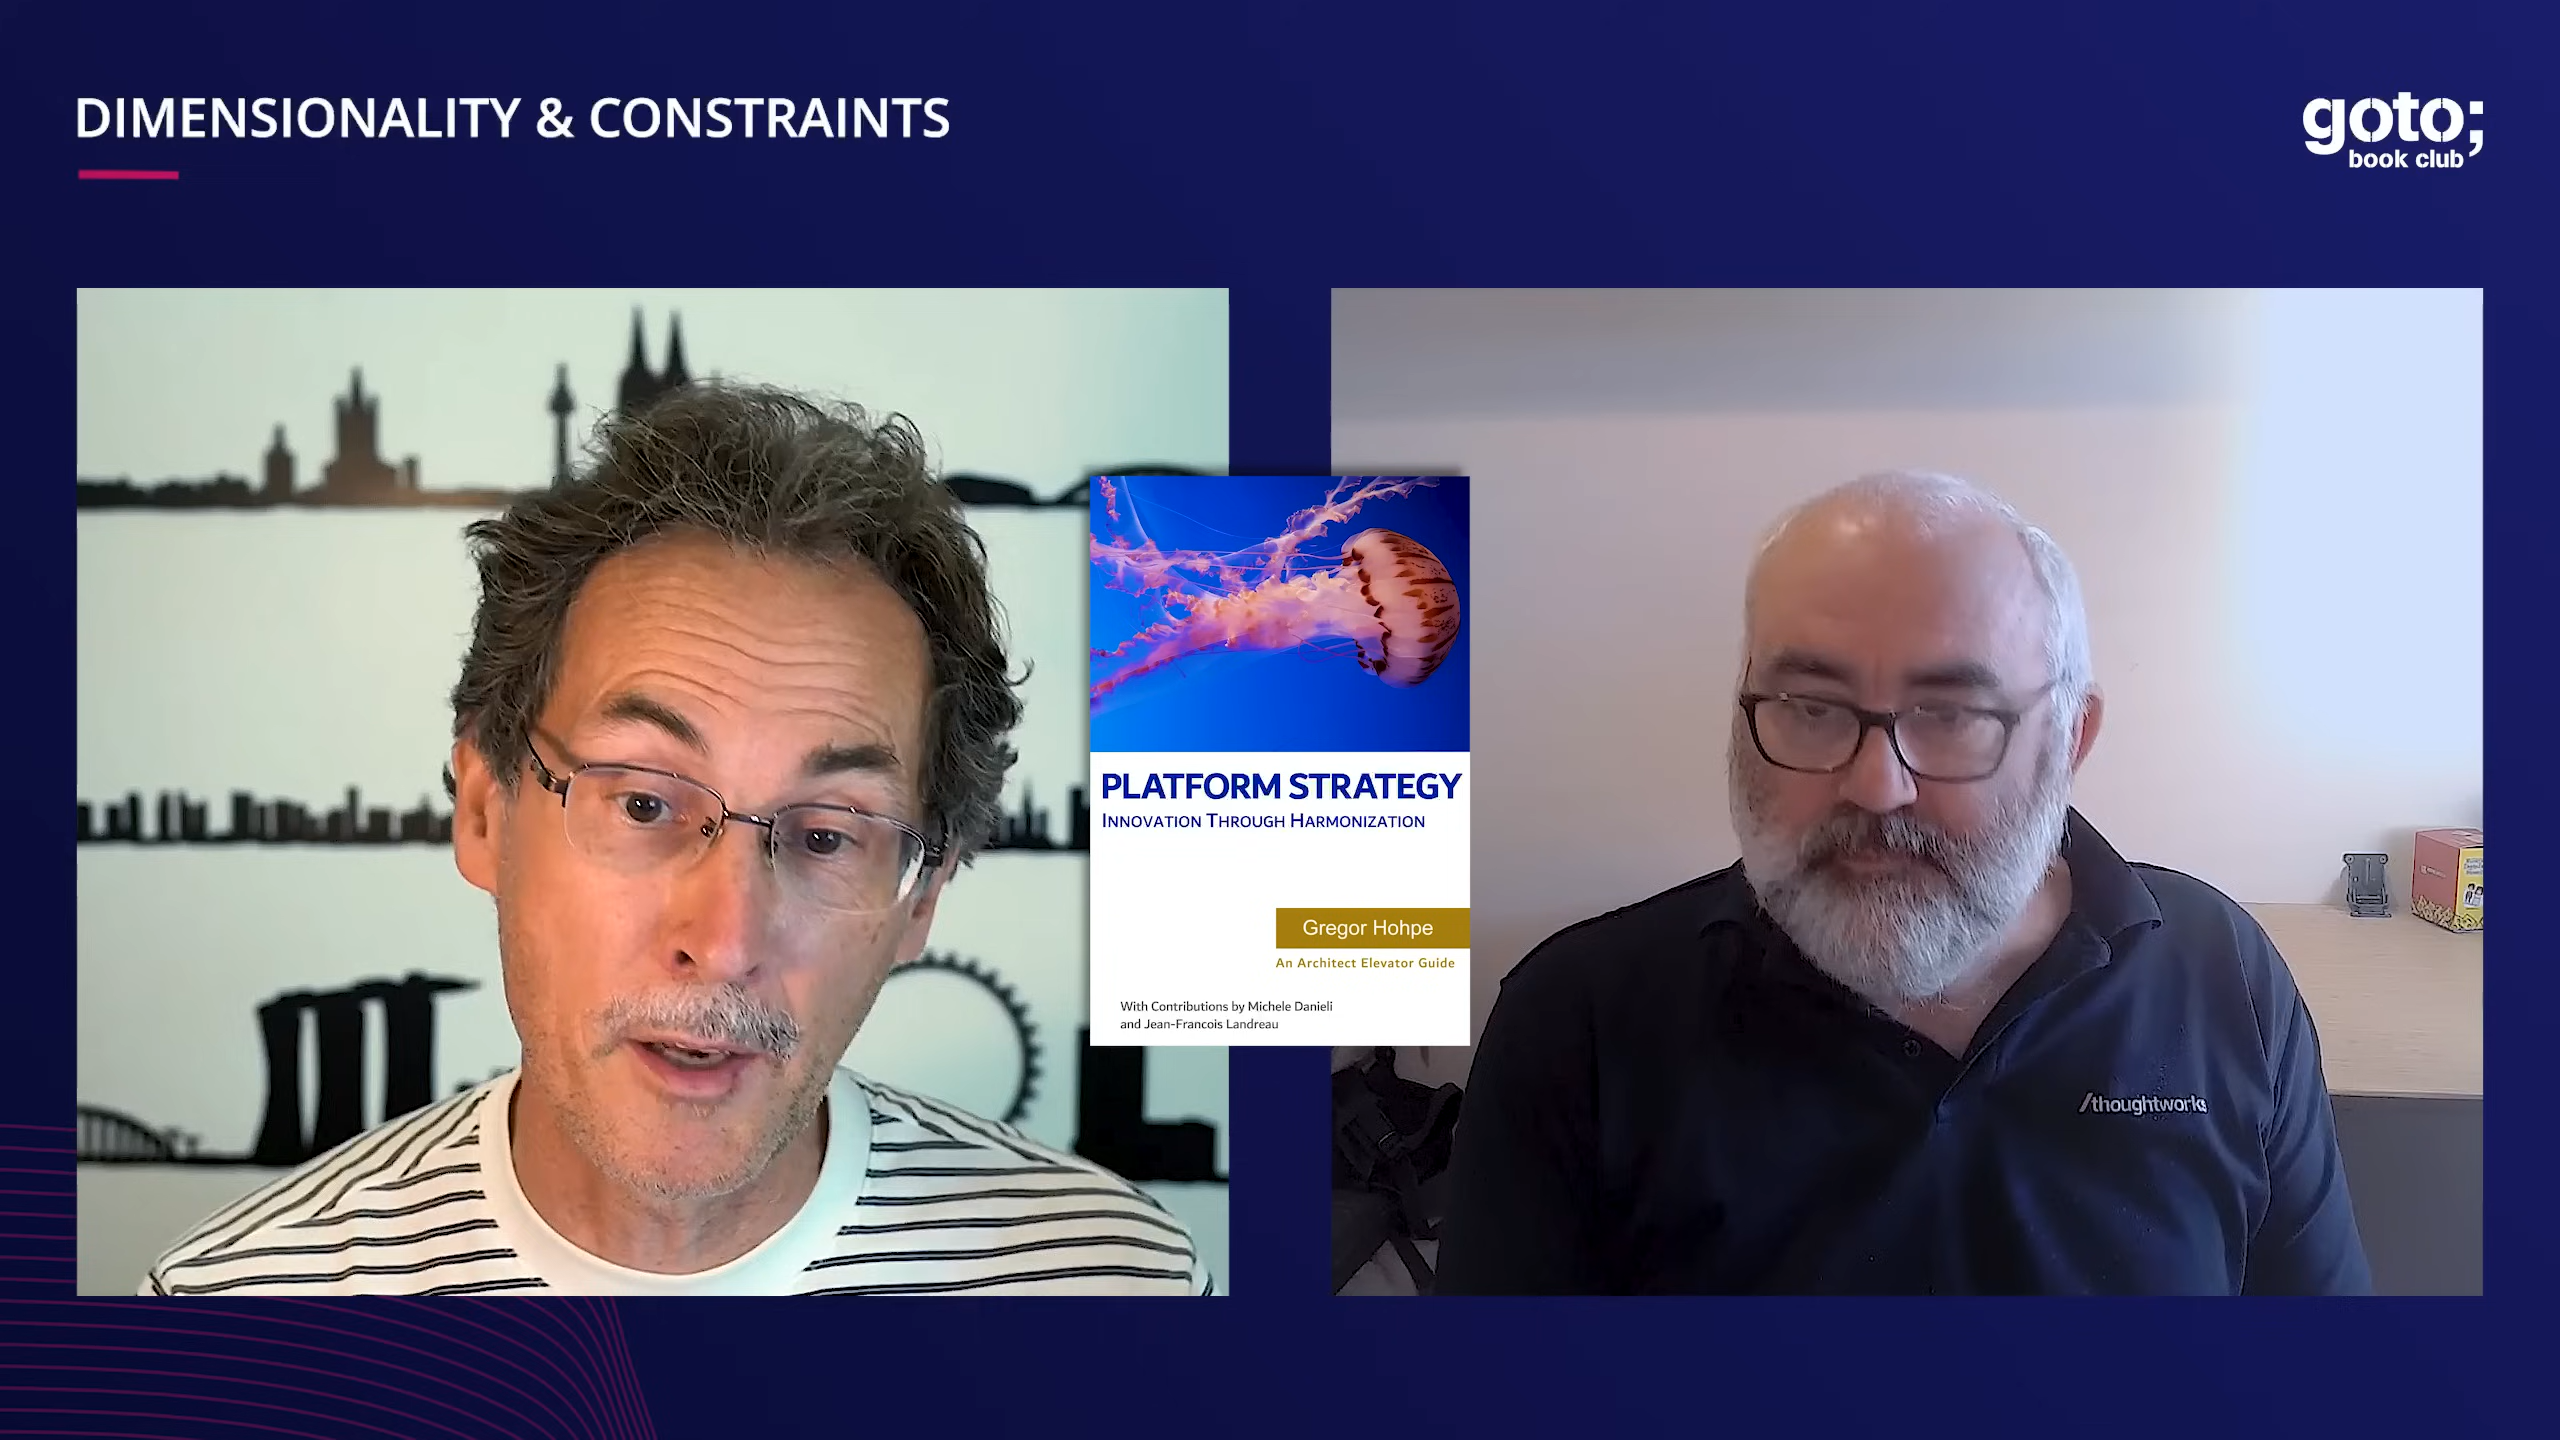 DIMENSIONALITY & CONSTRAINTS
goto;
book club
PLATFORM STRATEGY
INNOVATION THROUGH HARMONIZATION
Gregor Hohpe
An Architect Elevator Guide
With Contributions by Michele Danieli
and Jean-Francois Landreau
/thoughtworks